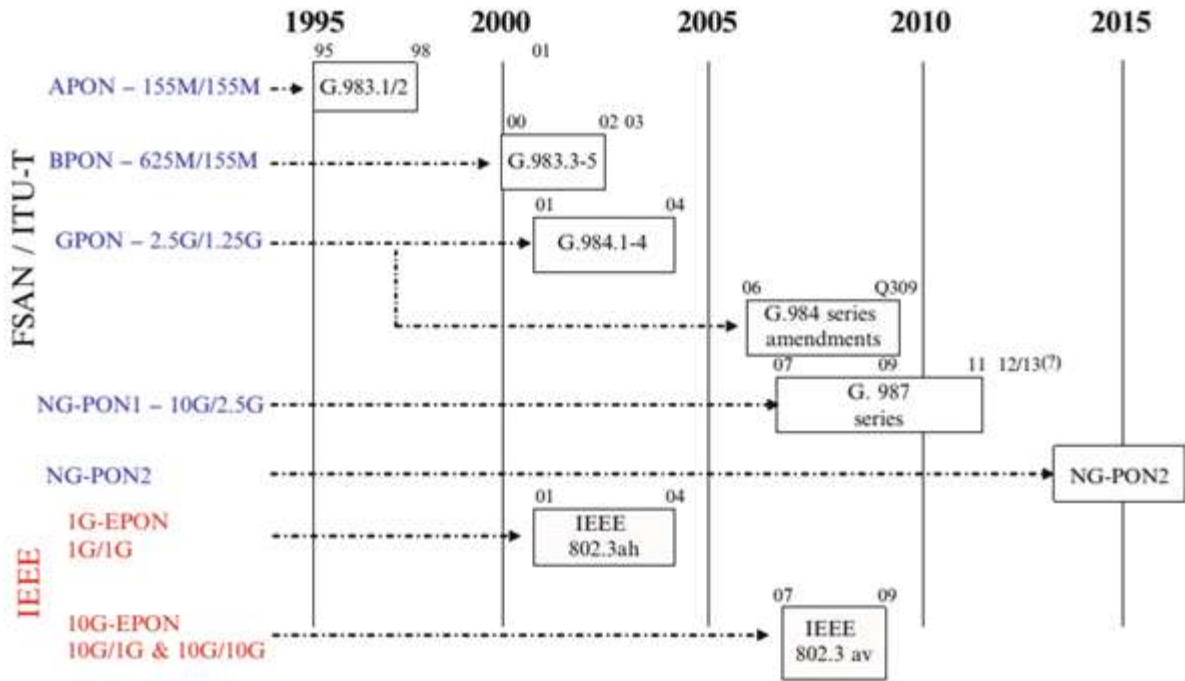 1995 2000 2005 2010 2015
95 98 01
APON – 155M/155M G.983.1/2
00 02 03
BPON – 625M/155M G.983.3-5
01 04
GPON – 2.5G/1.25G G.984.1-4
FSAN / ITU-T
06 Q309
G.984 series
amendments
07 09 11 12/13(?)
NG-PON1 – 10G/2.5G G. 987
series
NG-PON2 NG-PON2
01 04
1G-EPON IEEE
1G/1G 802.3ah
IEEE
07 09
10G-EPON IEEE
10G/1G & 10G/10G 802.3 av